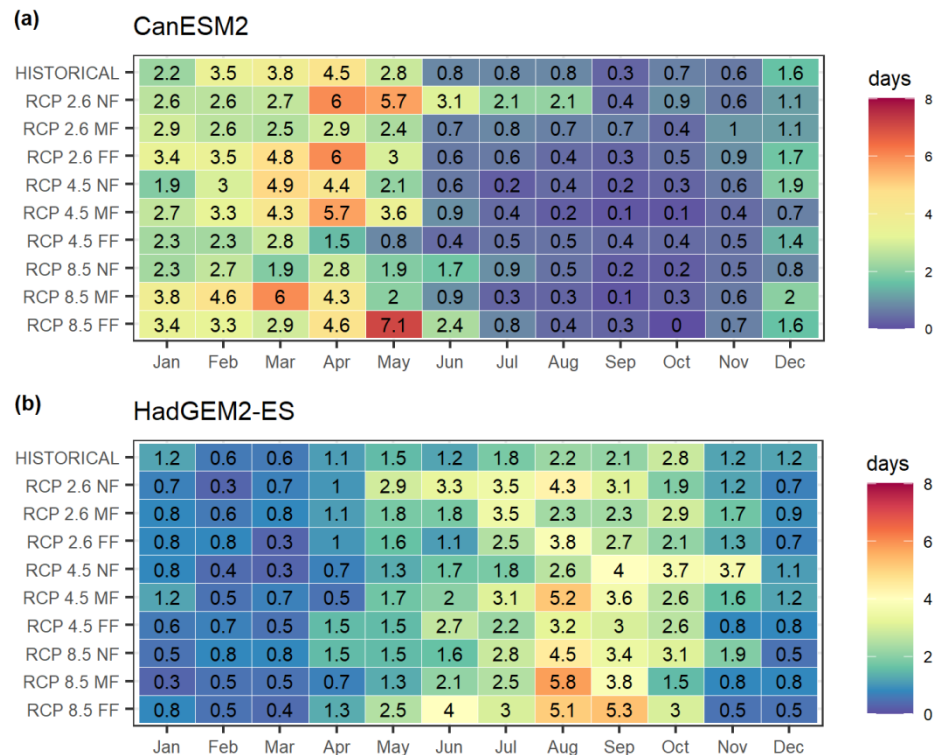 (a)
CanESM2
HISTORICAL 2.2 3.5 3.8 4.5 2.8 0.8 0.8 0.8 0.3 0.7 0.6 1.6
RCP 2.6 NF 2.6 2.6 2.7 6 5.7 3.1 2.1 2.1 0.4 0.9 0.6 1.1
RCP 2.6 MF 2.9 2.6 2.5 2.9 2.4 0.7 0.8 0.7 0.7 0.4 1 1.1
RCP 2.6 FF 3.4 3.5 4.8 6 3 0.6 0.6 0.4 0.3 0.5 0.9 1.7
RCP 4.5 NF 1.9 3 4.9 4.4 2.1 0.6 0.2 0.4 0.2 0.3 0.6 1.9
RCP 4.5 MF 2.7 3.3 4.3 5.7 3.6 0.9 0.4 0.2 0.1 0.1 0.4 0.7
RCP 4.5 FF 2.3 2.3 2.8 1.5 0.8 0.4 0.5 0.5 0.4 0.4 0.5 1.4
RCP 8.5 NF 2.3 2.7 1.9 2.8 1.9 1.7 0.9 0.5 0.2 0.2 0.5 0.8
RCP 8.5 MF 3.8 4.6 6 4.3 2 0.9 0.3 0.3 0.1 0.3 0.6 2
RCP 8.5 FF 3.4 3.3 2.9 4.6 7.1 2.4 0.8 0.4 0.3 0 0.7 1.6
Jan Feb Mar Apr May Jun Jul Aug Sep Oct Nov Dec
days
8
6
4
2
0
(b)
HadGEM2-ES
HISTORICAL 1.2 0.6 0.6 1.1 1.5 1.2 1.8 2.2 2.1 2.8 1.2 1.2
RCP 2.6 NF 0.7 0.3 0.7 1 2.9 3.3 3.5 4.3 3.1 1.9 1.2 0.7
RCP 2.6 MF 0.8 0.6 0.8 1.1 1.8 1.8 3.5 2.3 2.3 2.9 1.7 0.9
RCP 2.6 FF 0.8 0.8 0.3 1 1.6 1.1 2.5 3.8 2.7 2.1 1.3 0.7
RCP 4.5 NF 0.8 0.4 0.3 0.7 1.3 1.7 1.8 2.6 4 3.7 3.7 1.1
RCP 4.5 MF 1.2 0.5 0.7 0.5 1.7 2 3.1 5.2 3.6 2.6 1.6 1.2
RCP 4.5 FF 0.6 0.7 0.5 1.5 1.5 2.7 2.2 3.2 3 2.6 0.8 0.8
RCP 8.5 NF 0.5 0.8 0.8 1.5 1.5 1.6 2.8 4.5 3.4 3.1 1.9 0.5
RCP 8.5 MF 0.3 0.5 0.5 0.7 1.3 2.1 2.5 5.8 3.8 1.5 0.8 0.8
RCP 8.5 FF 0.8 0.5 0.4 1.3 2.5 4 3 5.1 5.3 3 0.5 0.5
Jan Feb Mar Apr May Jun Jul Aug Sep Oct Nov Dec
days
8
6
4
2
0